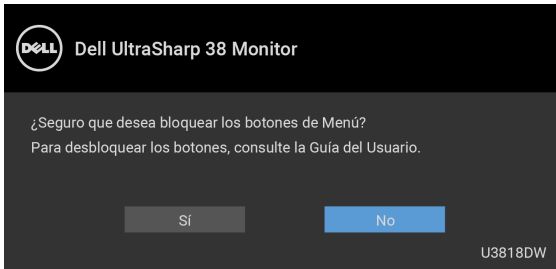 DELL
Dell UltraSharp 38 Monitor
¿Seguro que desea bloquear los botones de Menú?
Para desbloquear los botones, consulte la Guía del Usuario.
Sí
No
U3818DW